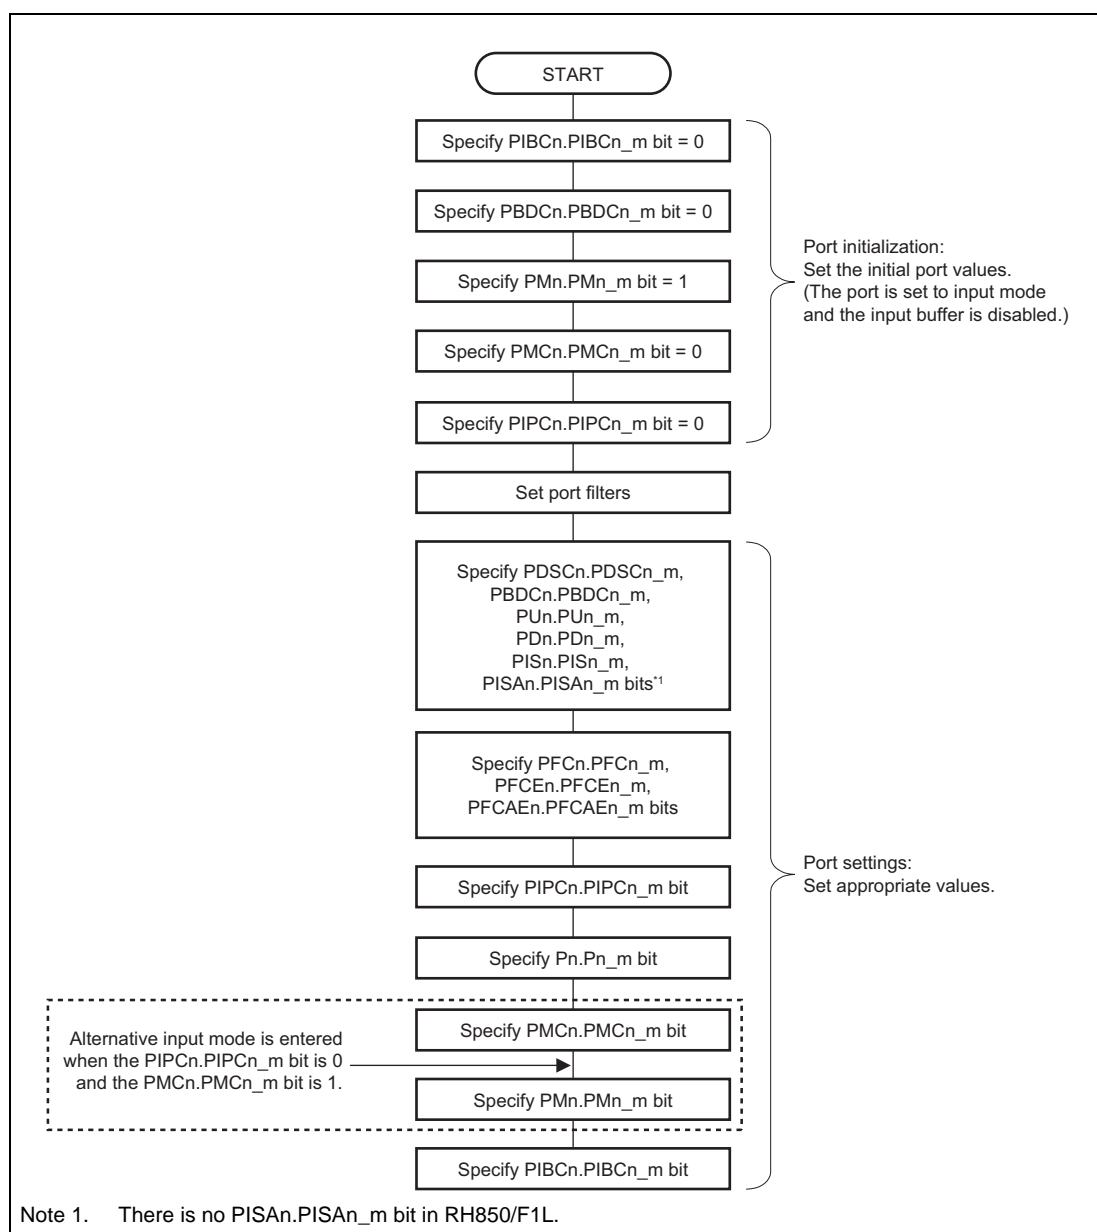 START
Specify PIBCn.PIBCn_m bit = 0
Specify PBDCn.PBDCn_m bit = 0
Specify PMn.PMn_m bit = 1
Specify PMCn.PMCn_m bit = 0
Specify PIPCn.PIPCn_m bit = 0
Port initialization:
Set the initial port values.
(The port is set to input mode
and the input buffer is disabled.)
Set port filters
Specify PDSCn.PDSCn_m,
PBDCn.PBDCn_m,
PUn.PUn_m,
PDn.PDn_m,
PISn.PISn_m,
PISAn.PISAn_m bits*1
Specify PFCn.PFCn_m,
PFCEn.PFCEn_m,
PFCAEn.PFCAEn_m bits
Specify PIPCn.PIPCn_m bit
Port settings:
Set appropriate values.
Specify Pn.Pn_m bit
Alternative input mode is entered
when the PIPCn.PIPCn_m bit is 0
and the PMCn.PMCn_m bit is 1.
Specify PMCn.PMCn_m bit
Specify PMn.PMn_m bit
Specify PIBCn.PIBCn_m bit
Note 1. There is no PISAn.PISAn_m bit in RH850/F1L.